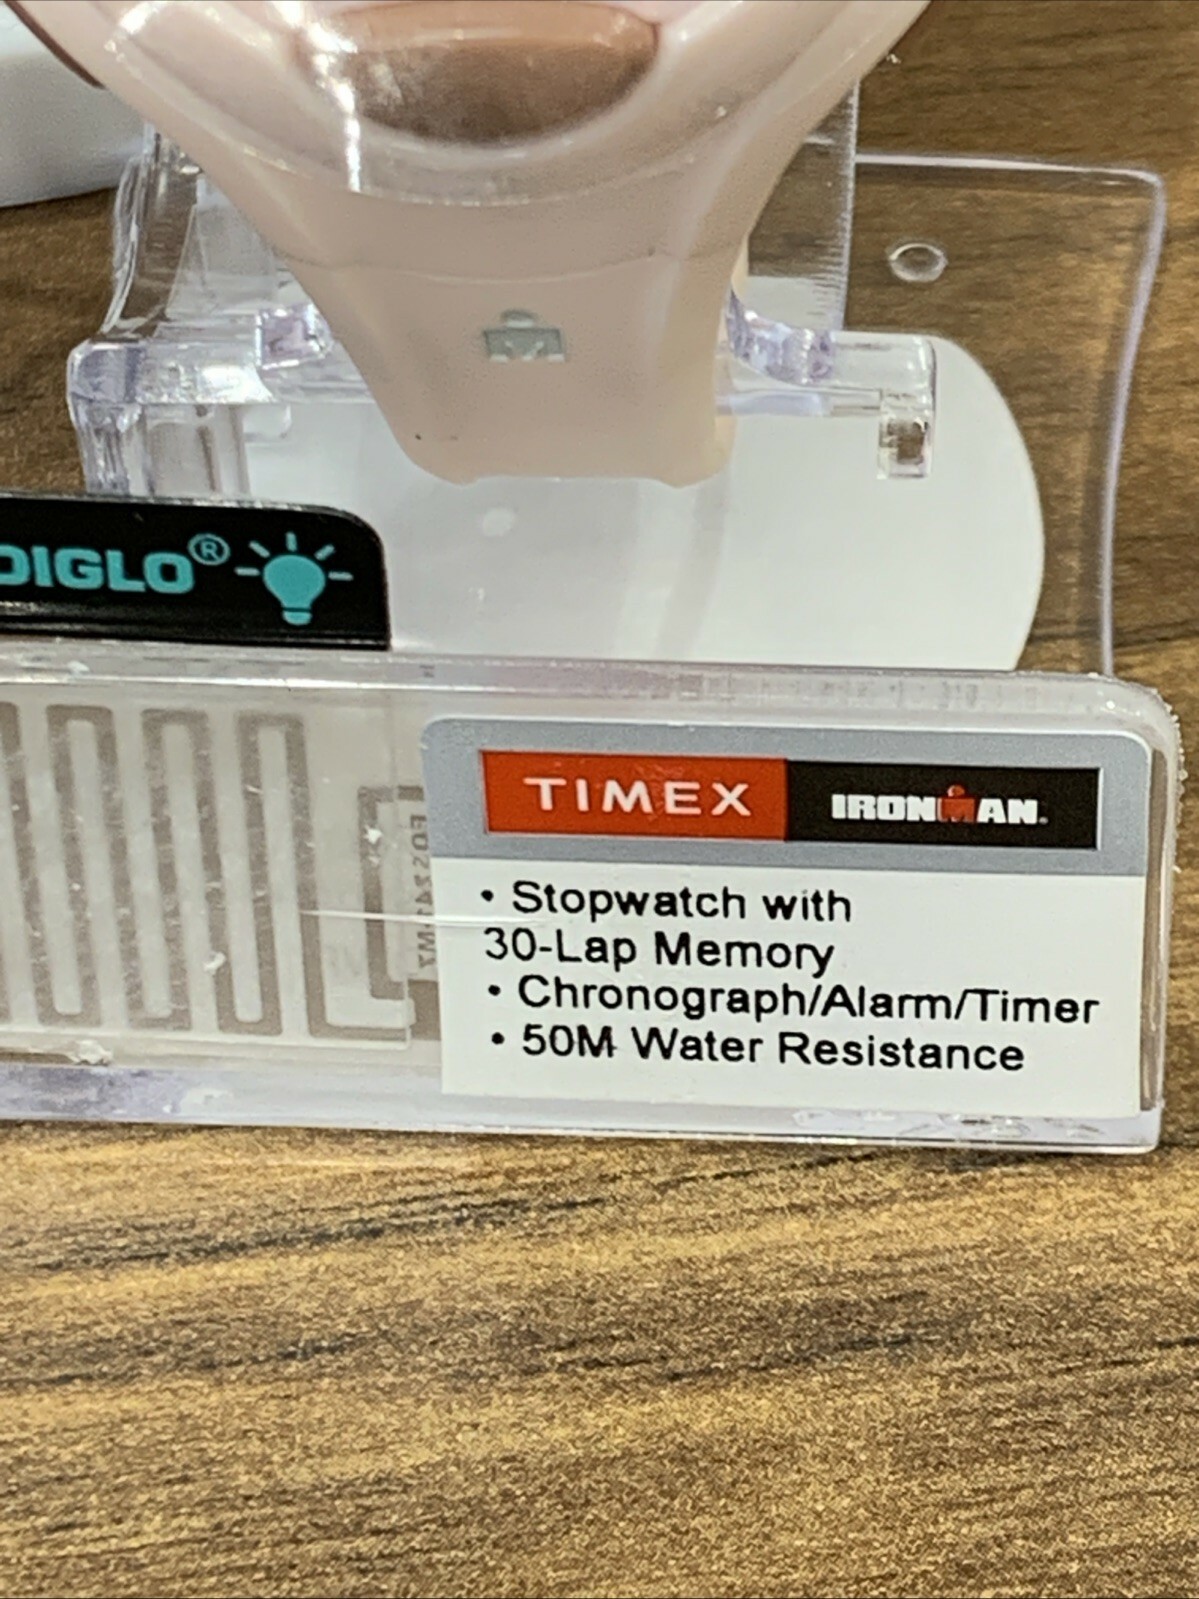 DIGLO®
TIMEX IRONMAN®
• Stopwatch with
30-Lap Memory
• Chronograph/Alarm/Timer
• 50M Water Resistance